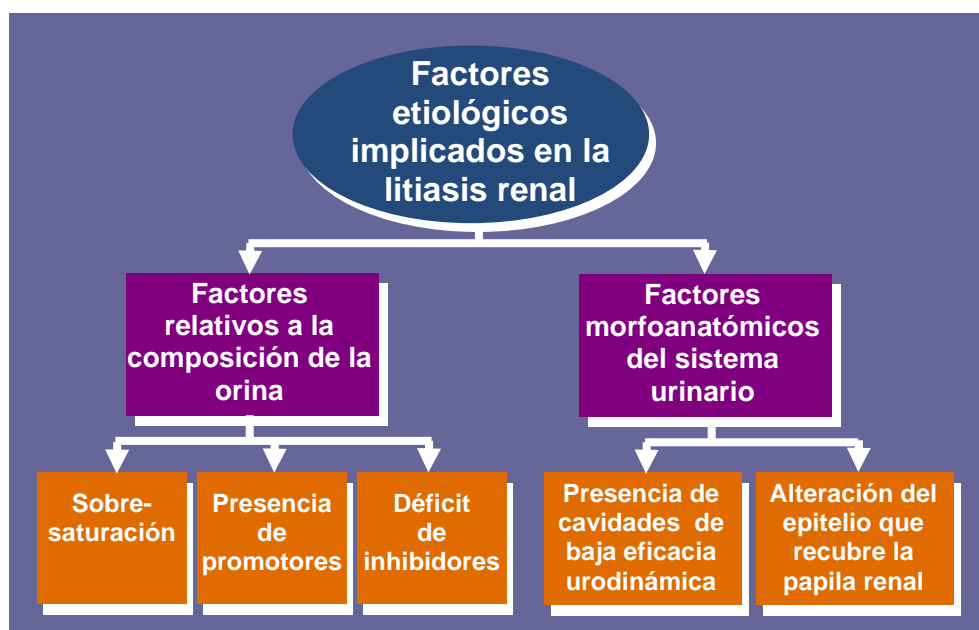 Factores
etiológicos
implicados en la
litiasis renal
Factores
relativos a la
composición de la
orina
Factores
morfoanatómicos
del sistema
urinario
Sobre-
saturación
Presencia
de
promotores
Déficit
de
inhibidores
Presencia de
cavidades de
baja eficacia
urodinámica
Alteración del
epitelio que
recubre la
papila renal